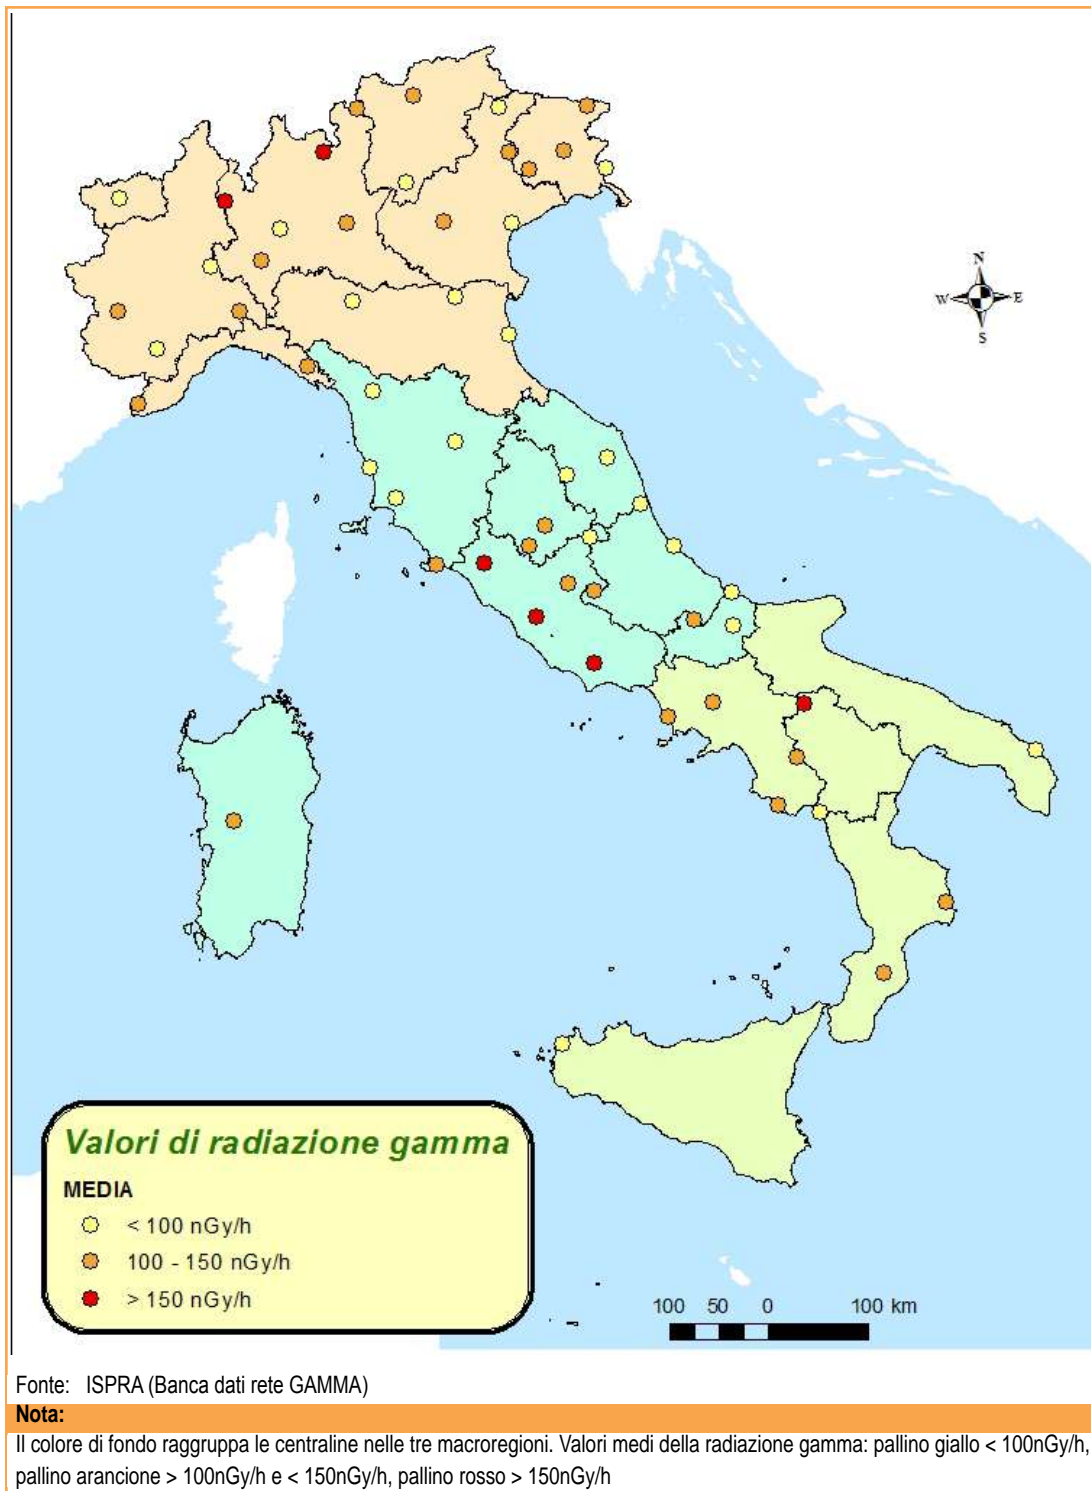 N
W E
S
Valori di radiazione gamma
MEDIA
< 100 nGy/h
100 - 150 nGy/h
> 150 nGy/h
100 50 0 100 km
Fonte: ISPRA (Banca dati rete GAMMA)
Nota:
Il colore di fondo raggruppa le centraline nelle tre macroregioni. Valori medi della radiazione gamma: pallino giallo < 100nGy/h,
pallino arancione > 100nGy/h e < 150nGy/h, pallino rosso > 150nGy/h